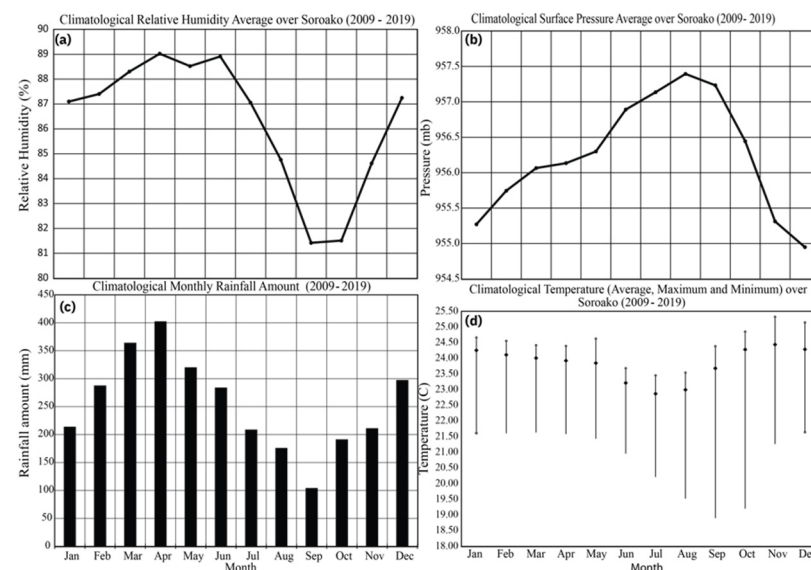 Climatological Relative Humidity Average over Soroako (2009 - 2019)
(a)
Relative Humidity (%)
90
89
88
87
86
85
84
83
82
81
80
Climatological Surface Pressure Average over Soroako (2009 - 2019)
(b)
Pressure (mb)
958.0
957.5
957.0
956.5
956.0
955.5
955.0
954.5
Climatological Monthly Rainfall Amount (2009-2019)
(c)
Rainfall amount (mm)
450
400
350
300
250
200
150
100
50
0
Jan Feb Mar Apr May Jun Jul Aug Sep Oct Nov Dec
Month
Climatological Temperature (Average, Maximum and Minimum) over
Soroako (2009 - 2019)
(d)
Temperature (C)
25.50
25.00
24.50
24.00
23.50
23.00
22.50
22.00
21.50
21.00
20.50
20.00
19.50
19.00
18.50
18.00
Jan Feb Mar Apr May Jun Jul Aug Sep Oct Nov De
Month